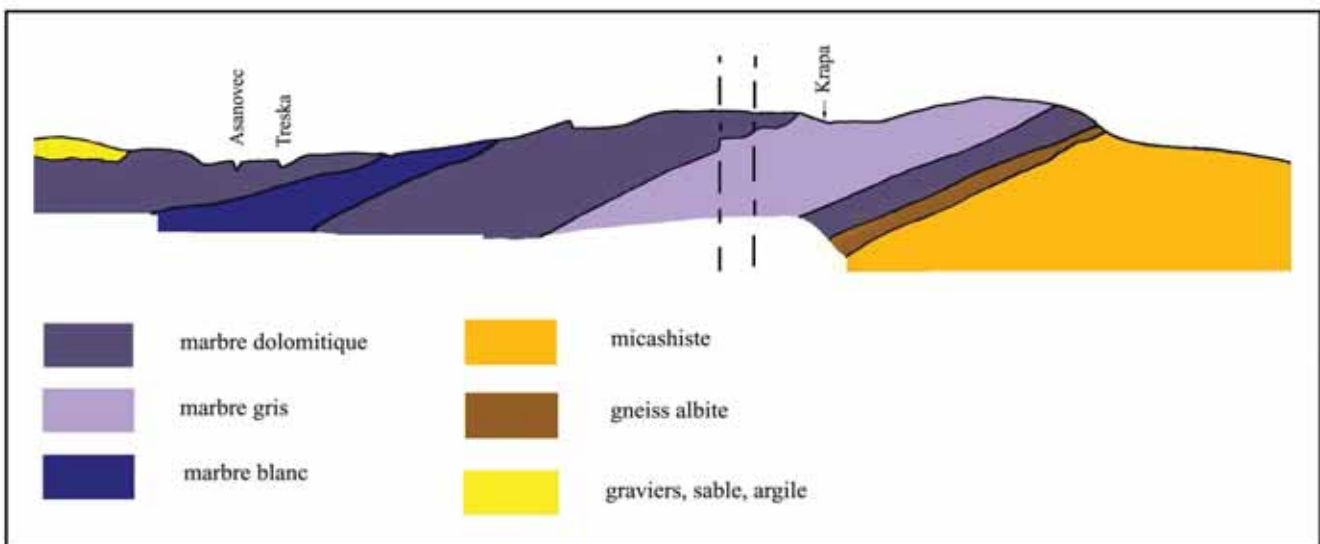 Asanovec
Treska
Krapa
marbre dolomitique
marbre gris
marbre blanc
micashiste
gneiss albite
graviers, sable, argile